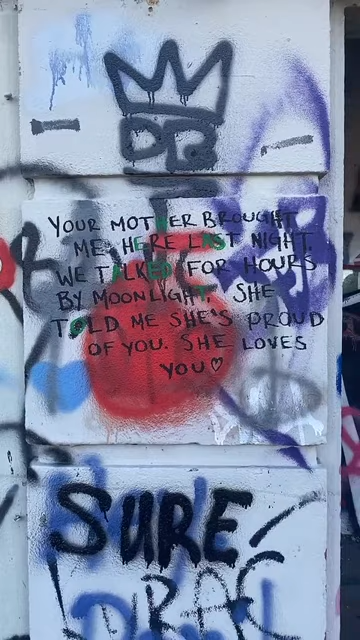 YOUR MOTHER BROUGHT
ME HERE LAST NIGHT.
WE TALKED FOR HOURS
BY MOONLIGHT. SHE
TOLD ME SHE'S PROUD
OF YOU. SHE LOVES
YOU♡
SURE